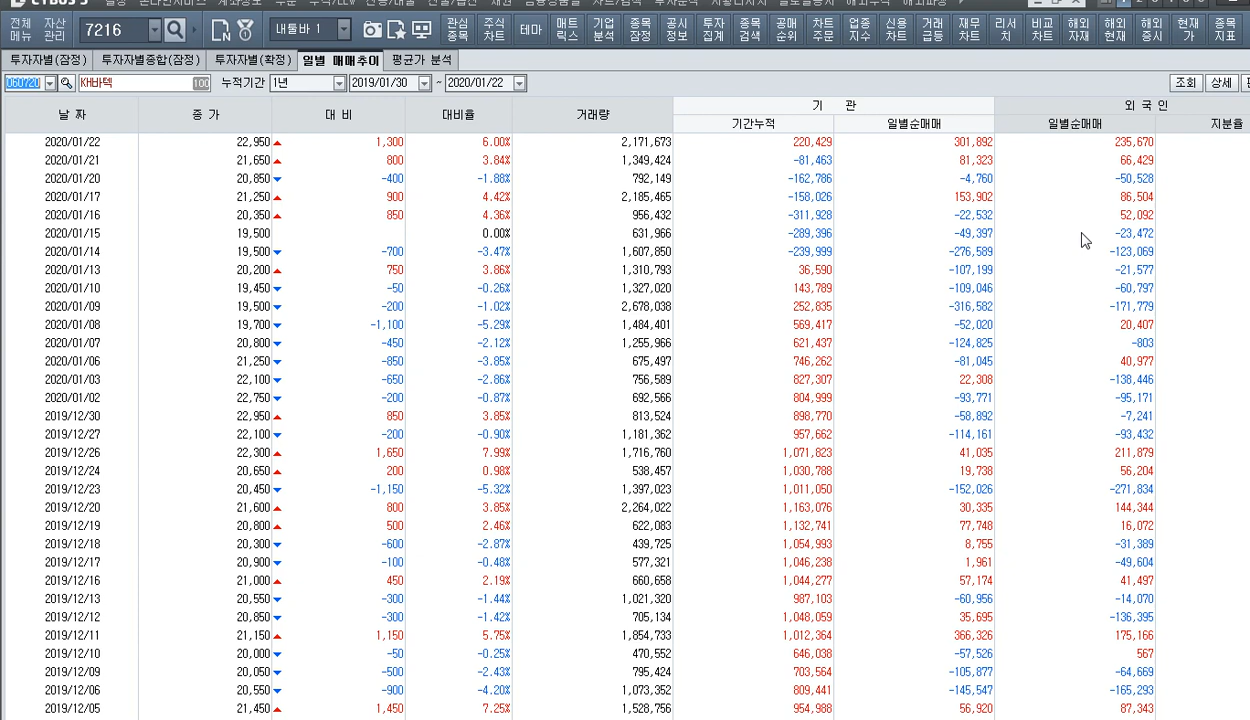 CYBOS 5
7216 내툴바 1
전체 메뉴 자산 관리 관심 종목 주식 차트 테마 매트 릭스 기업 분석 종목 잠정 공시 정보 투자 집계 종목 검색 공매 순위 차트 주문 업종 지수 신용 차트 거래 급등 재무 차트 리서 치 비교 차트 해외 자재 해외 현재 해외 증시 현재 가 종목 지표
투자자별(잠정) 투자자별종합(잠정) 투자자별(확정) 일별 매매추이 평균가 분석
060720 KH바텍 100 누적기간 1년 2019/01/30 ~ 2020/01/22 조회 상세
날 짜 종 가 대 비 대비율 거래량 기 관 외 국 인
기간누적 일별순매매 일별순매매 지분율
2020/01/22 22,950 ▲ 1,300 6.00% 2,171,673 220,429 301,892 235,670
2020/01/21 21,650 ▲ 800 3.84% 1,349,424 -81,463 81,323 66,429
2020/01/20 20,850 ▼ -400 -1.88% 792,149 -162,786 -4,760 -50,528
2020/01/17 21,250 ▲ 900 4.42% 2,185,465 -158,026 153,902 86,504
2020/01/16 20,350 ▲ 850 4.36% 956,432 -311,928 -22,532 52,092
2020/01/15 19,500 0.00% 631,966 -289,396 -49,397 -23,472
2020/01/14 19,500 ▼ -700 -3.47% 1,607,850 -239,999 -276,589 -123,069
2020/01/13 20,200 ▲ 750 3.86% 1,310,793 36,590 -107,199 -21,577
2020/01/10 19,450 ▼ -50 -0.26% 1,327,020 143,789 -109,046 -60,797
2020/01/09 19,500 ▼ -200 -1.02% 2,678,038 252,835 -316,582 -171,779
2020/01/08 19,700 ▼ -1,100 -5.29% 1,484,401 569,417 -52,020 20,407
2020/01/07 20,800 ▼ -450 -2.12% 1,255,966 621,437 -124,825 -803
2020/01/06 21,250 ▼ -850 -3.85% 675,497 746,262 -81,045 40,977
2020/01/03 22,100 ▼ -650 -2.86% 756,589 827,307 22,308 -138,446
2020/01/02 22,750 ▼ -200 -0.87% 692,566 804,999 -93,771 -95,171
2019/12/30 22,950 ▲ 850 3.85% 813,524 898,770 -58,892 -7,241
2019/12/27 22,100 ▼ -200 -0.90% 1,181,362 957,662 -114,161 -93,432
2019/12/26 22,300 ▲ 1,650 7.99% 1,716,760 1,071,823 41,035 211,879
2019/12/24 20,650 ▲ 200 0.98% 538,457 1,030,788 19,738 56,204
2019/12/23 20,450 ▼ -1,150 -5.32% 1,397,023 1,011,050 -152,026 -271,834
2019/12/20 21,600 ▲ 800 3.85% 2,264,022 1,163,076 30,335 144,344
2019/12/19 20,800 ▲ 500 2.46% 622,083 1,132,741 77,748 16,072
2019/12/18 20,300 ▼ -600 -2.87% 439,725 1,054,993 8,755 -31,389
2019/12/17 20,900 ▼ -100 -0.48% 577,321 1,046,238 1,961 -49,604
2019/12/16 21,000 ▲ 450 2.19% 660,658 1,044,277 57,174 41,497
2019/12/13 20,550 ▼ -300 -1.44% 1,021,320 987,103 -60,956 -14,070
2019/12/12 20,850 ▼ -300 -1.42% 705,134 1,048,059 35,695 -136,395
2019/12/11 21,150 ▲ 1,150 5.75% 1,854,733 1,012,364 366,326 175,166
2019/12/10 20,000 ▼ -50 -0.25% 470,552 646,038 -57,526 567
2019/12/09 20,050 ▼ -500 -2.43% 795,424 703,564 -105,877 -64,669
2019/12/06 20,550 ▼ -900 -4.20% 1,073,352 809,441 -145,547 -165,293
2019/12/05 21,450 ▲ 1,450 7.25% 1,528,756 954,988 56,920 87,343